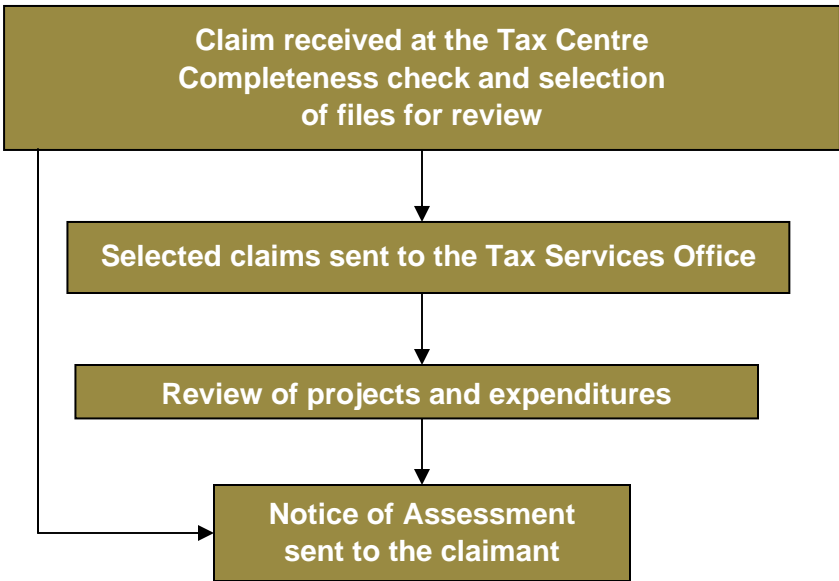 Claim received at the Tax Centre
Completeness check and selection
of files for review
Selected claims sent to the Tax Services Office
Review of projects and expenditures
Notice of Assessment
sent to the claimant